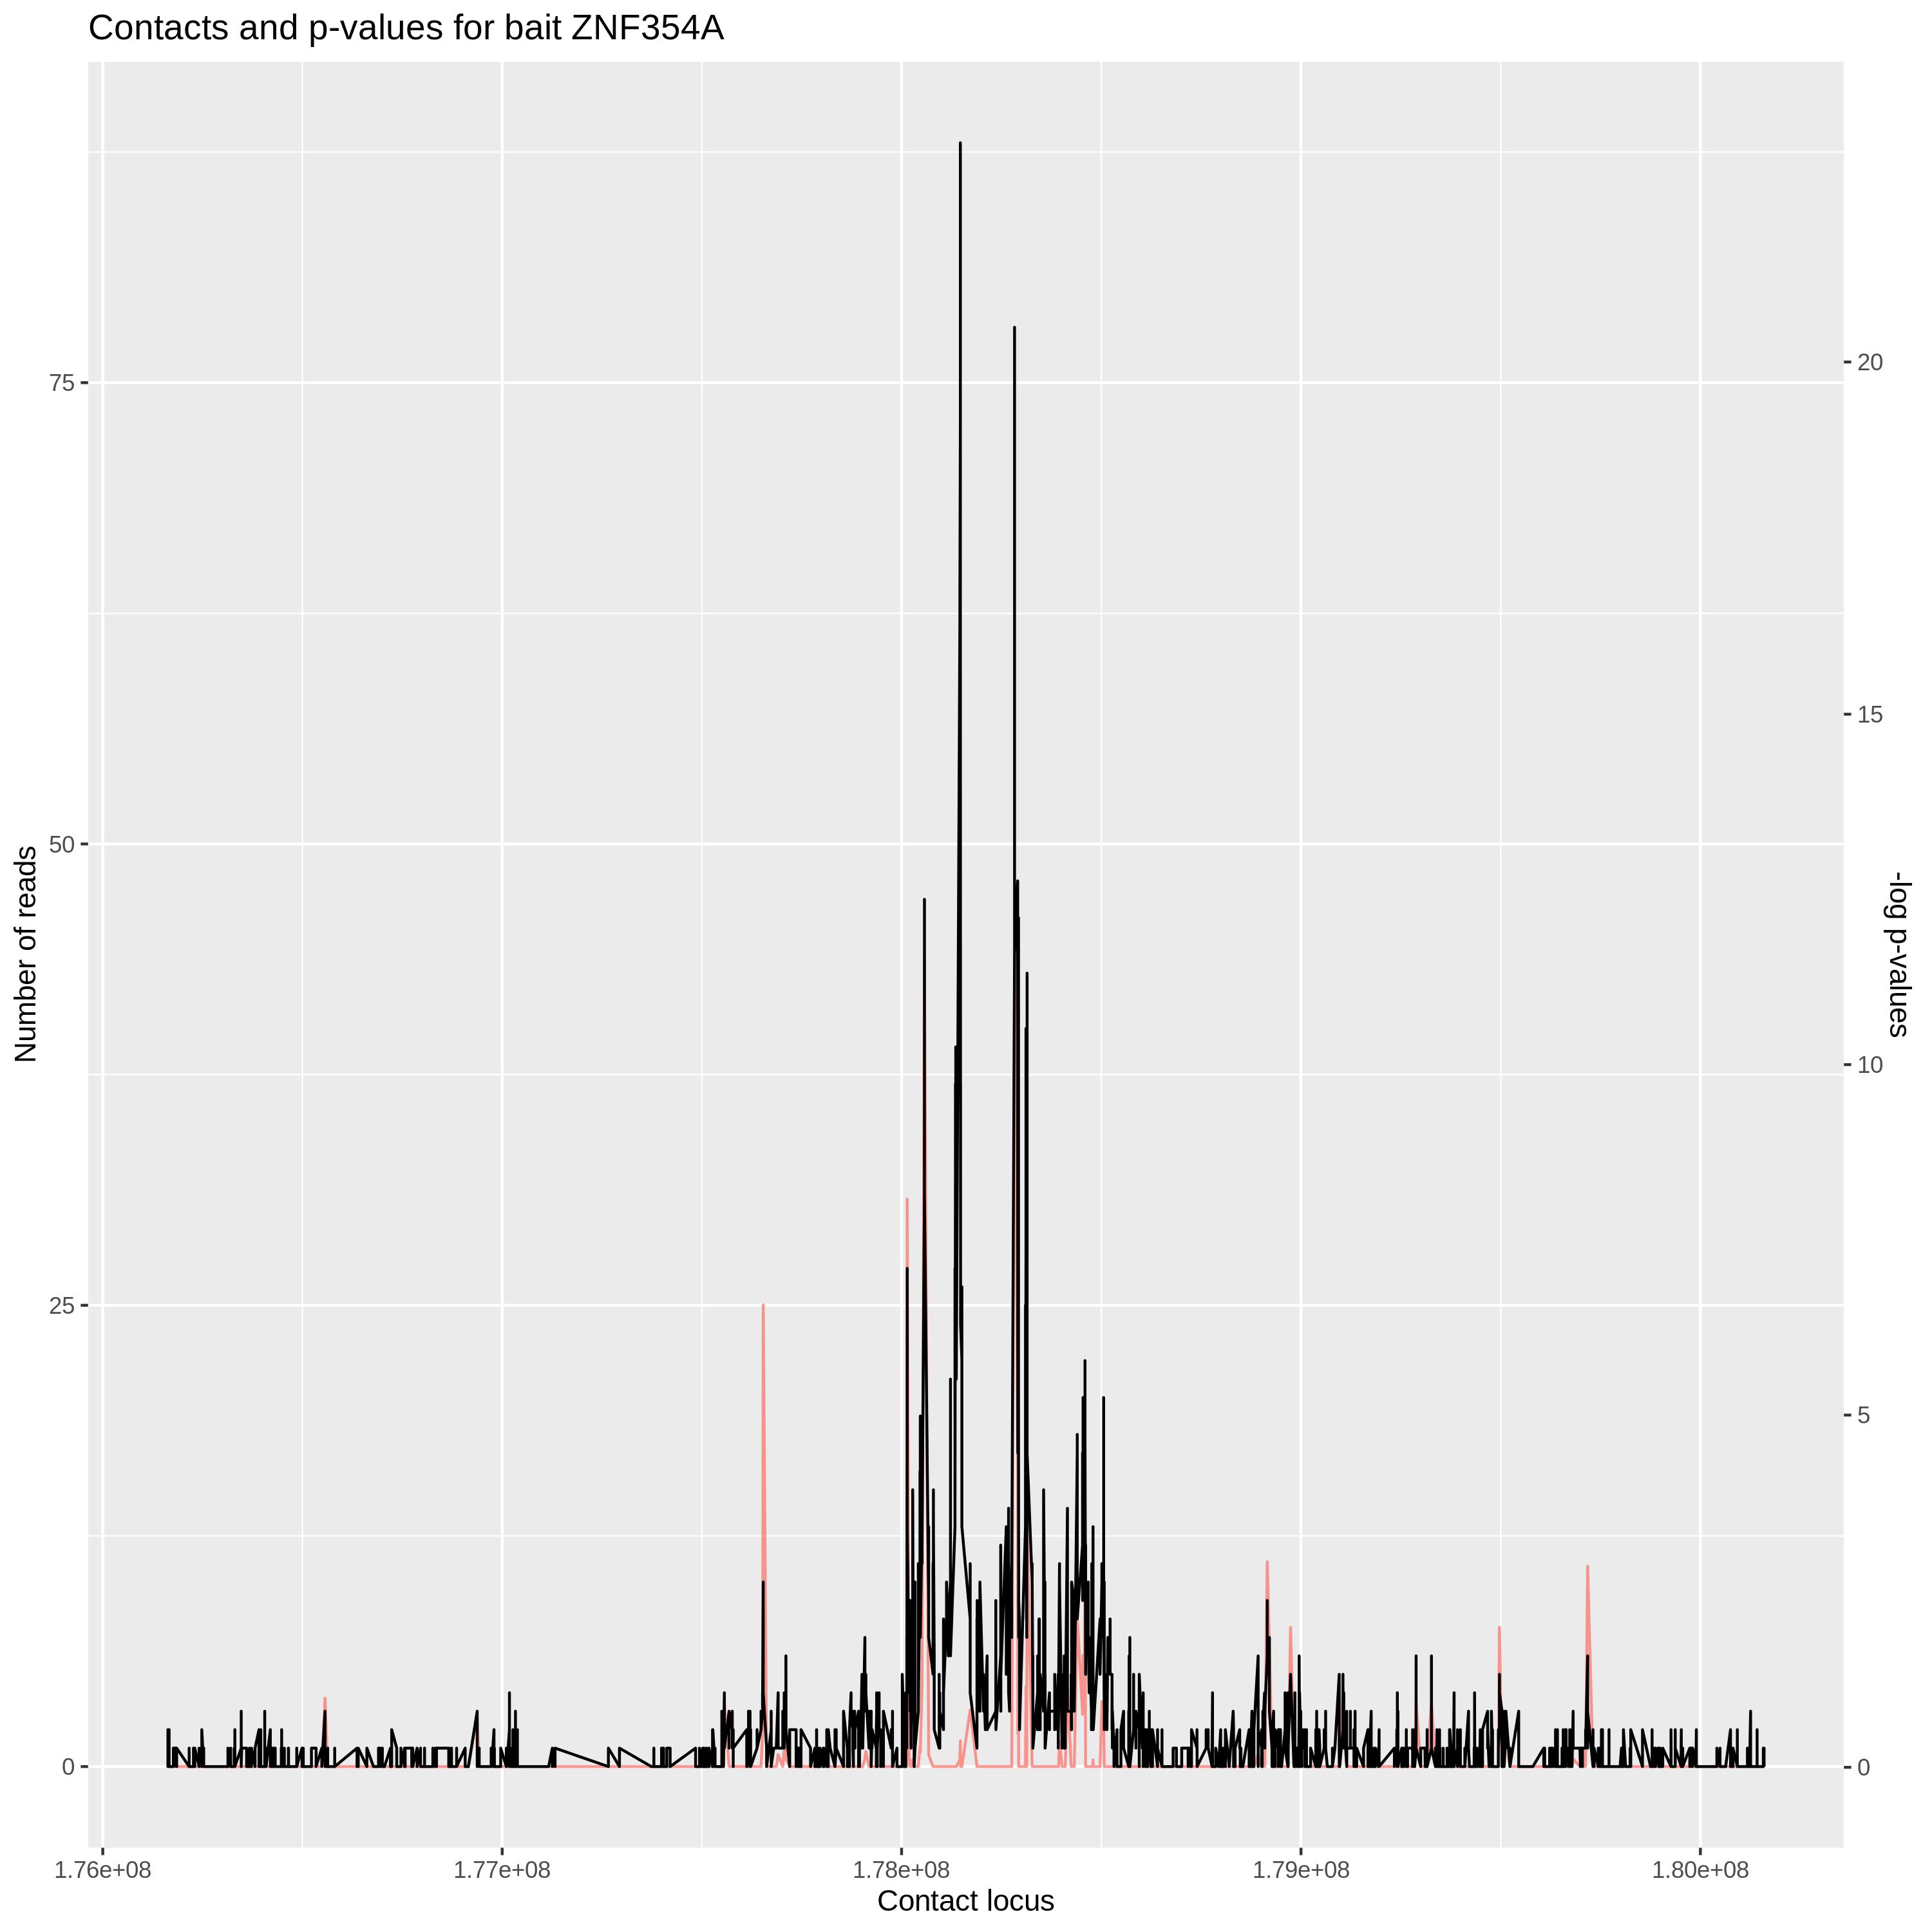 Contacts and p-values for bait ZNF354A
75
50
25
0
Number of reads
20
15
10
5
0
-log p-values
1.76e+08
1.77e+08
1.78e+08
1.79e+08
1.80e+08
Contact locus